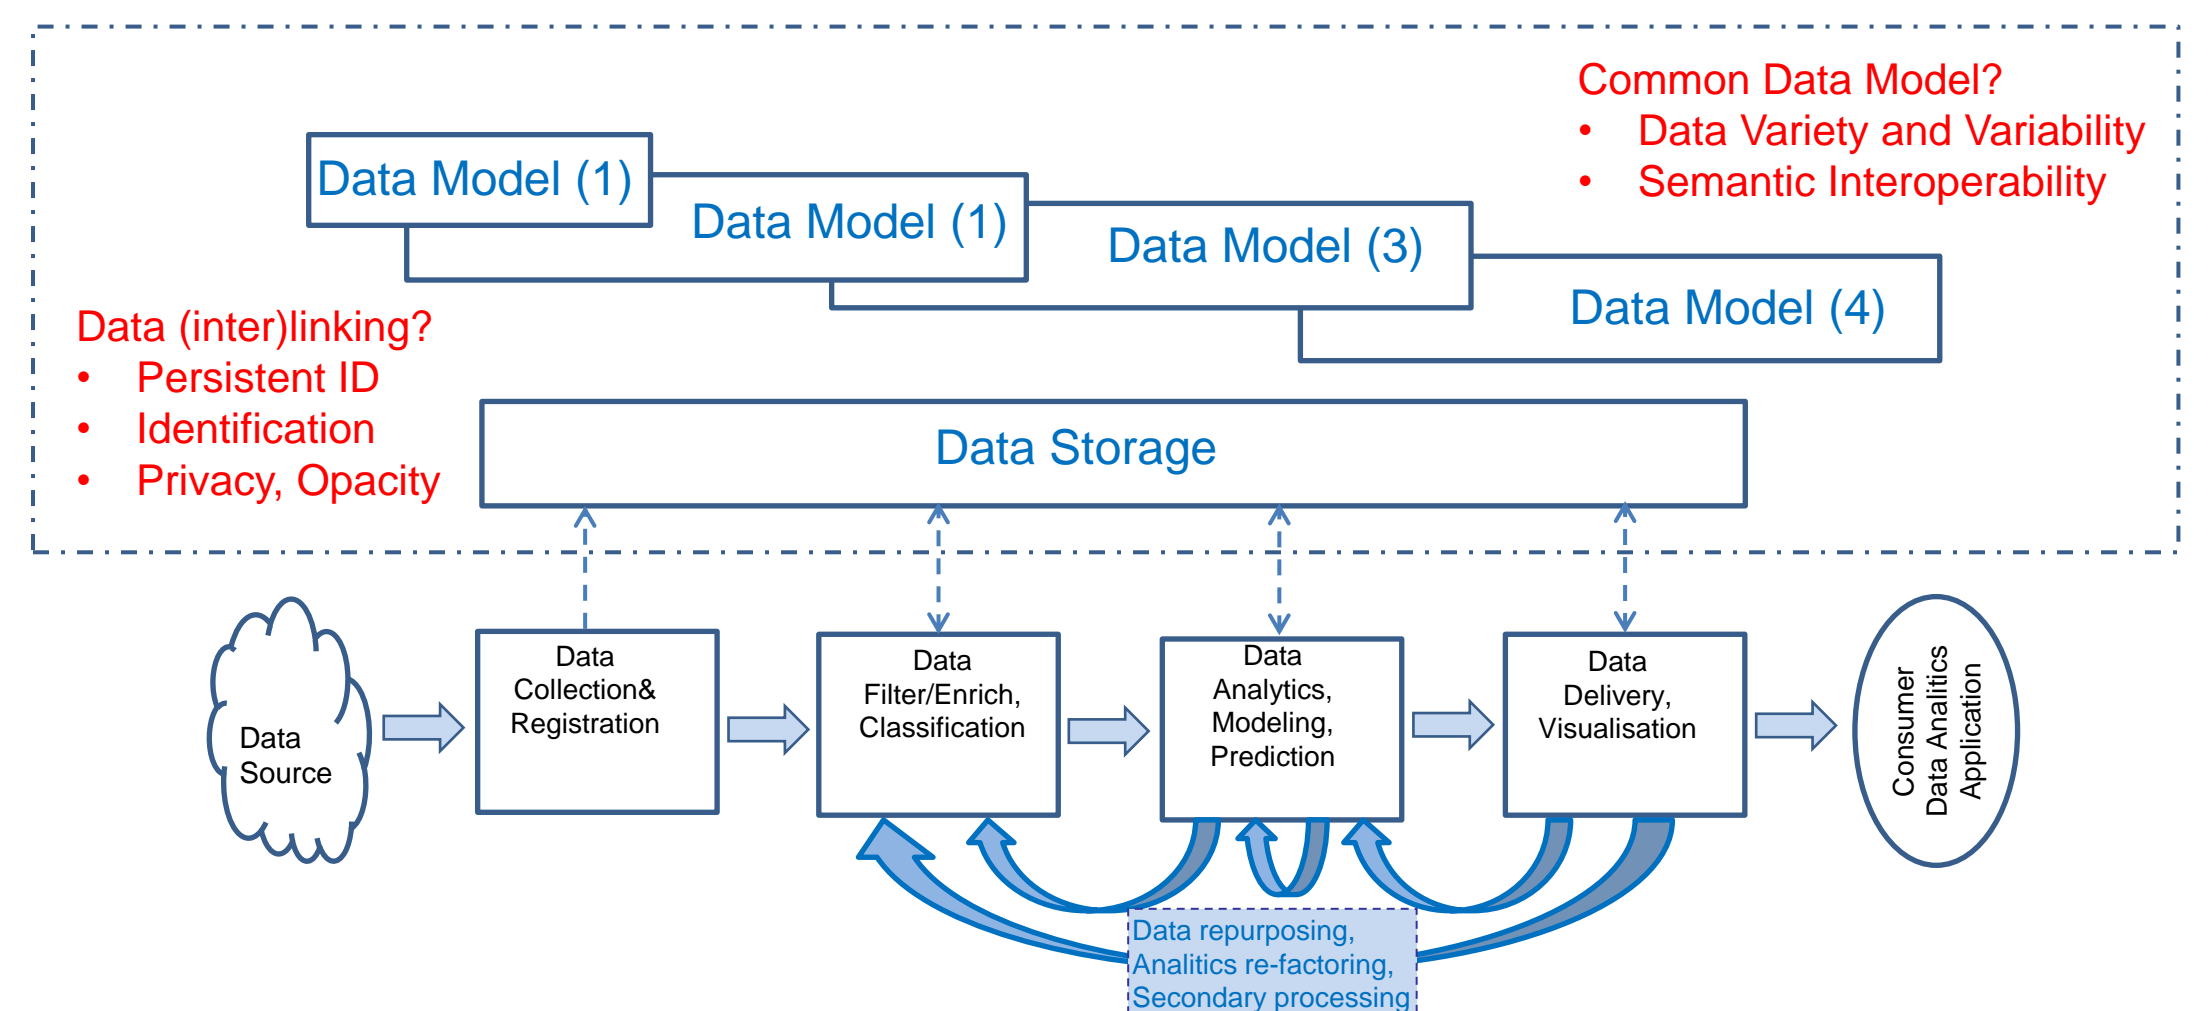 Common Data Model?
• Data Variety and Variability
• Semantic Interoperability
Data Model (1)
Data Model (1)
Data Model (3)
Data Model (4)
Data (inter)linking?
• Persistent ID
• Identification
• Privacy, Opacity
Data Storage
Data
Source
Data
Collection&
Registration
Data
Filter/Enrich,
Classification
Data
Analytics,
Modeling,
Prediction
Data
Delivery,
Visualisation
Consumer
Data Analitics
Application
Data repurposing,
Analitics re-factoring,
Secondary processing